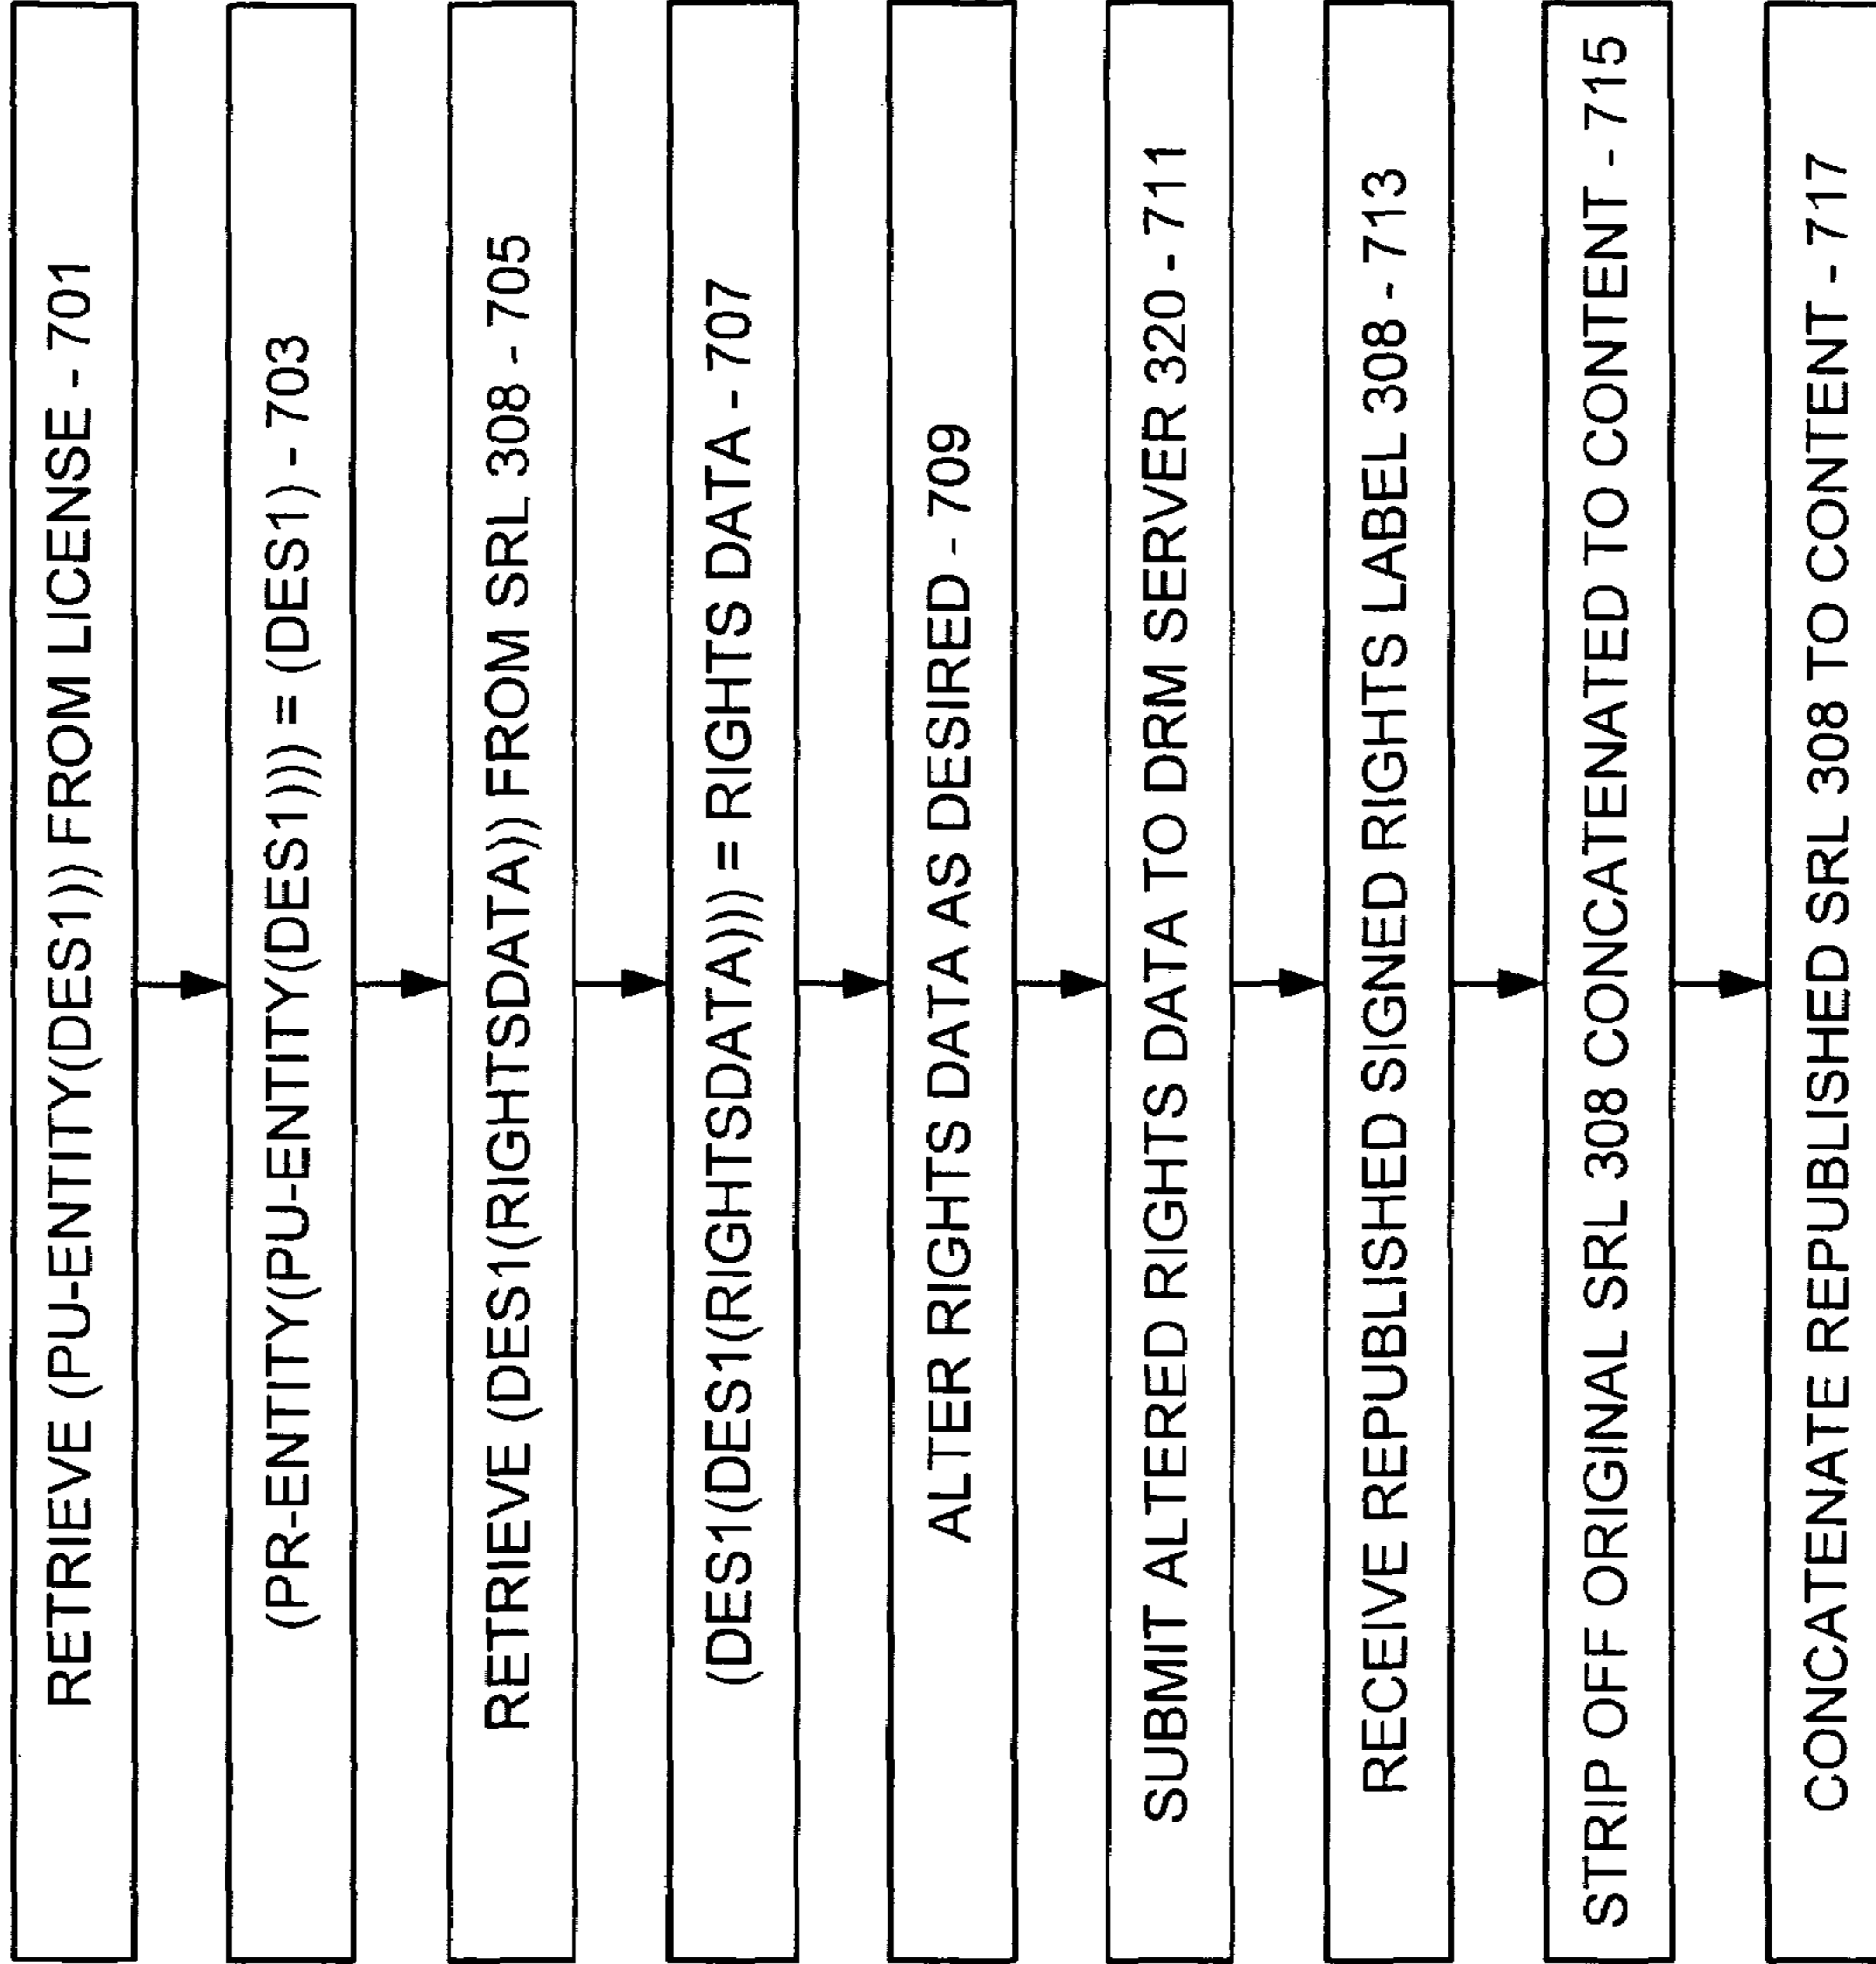 RETRIEVE (PU-ENTITY(DES1)) FROM LICENSE - 701
(PR-ENTITY(PU-ENTITY(DES1))) = (DES1) - 703
RETRIEVE (DES1(RIGHTSDATA)) FROM SRL 308 - 705
(DES1(DES1(RIGHTSDATA))) = RIGHTS DATA - 707
ALTER RIGHTS DATA AS DESIRED - 709
SUBMIT ALTERED RIGHTS DATA TO DRM SERVER 320 - 711
RECEIVE REPUBLISHED SIGNED RIGHTS LABEL 308 - 713
STRIP OFF ORIGINAL SRL 308 CONCATENATED TO CONTENT - 715
CONCATENATE REPUBLISHED SRL 308 TO CONTENT - 717